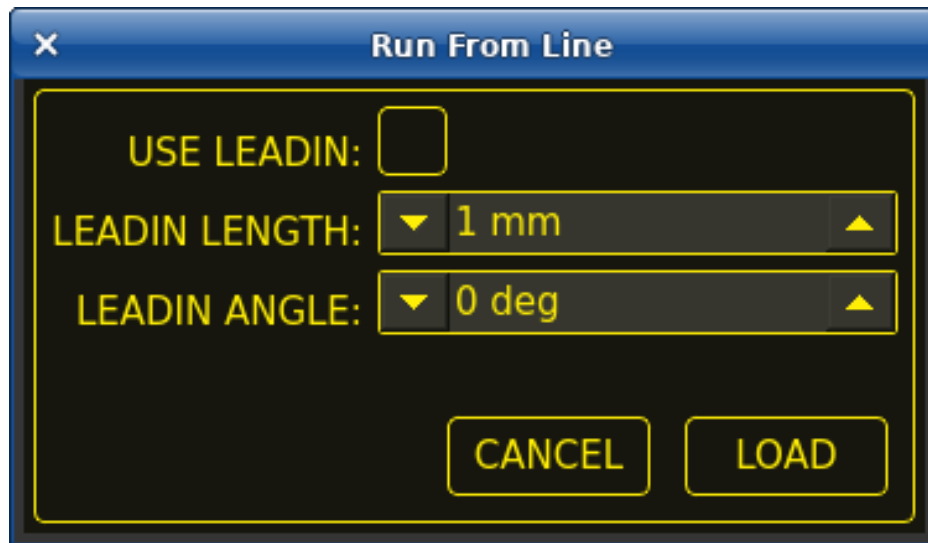 Run From Line
USE LEADIN:
LEADIN LENGTH: 1 mm
LEADIN ANGLE: 0 deg
CANCEL LOAD